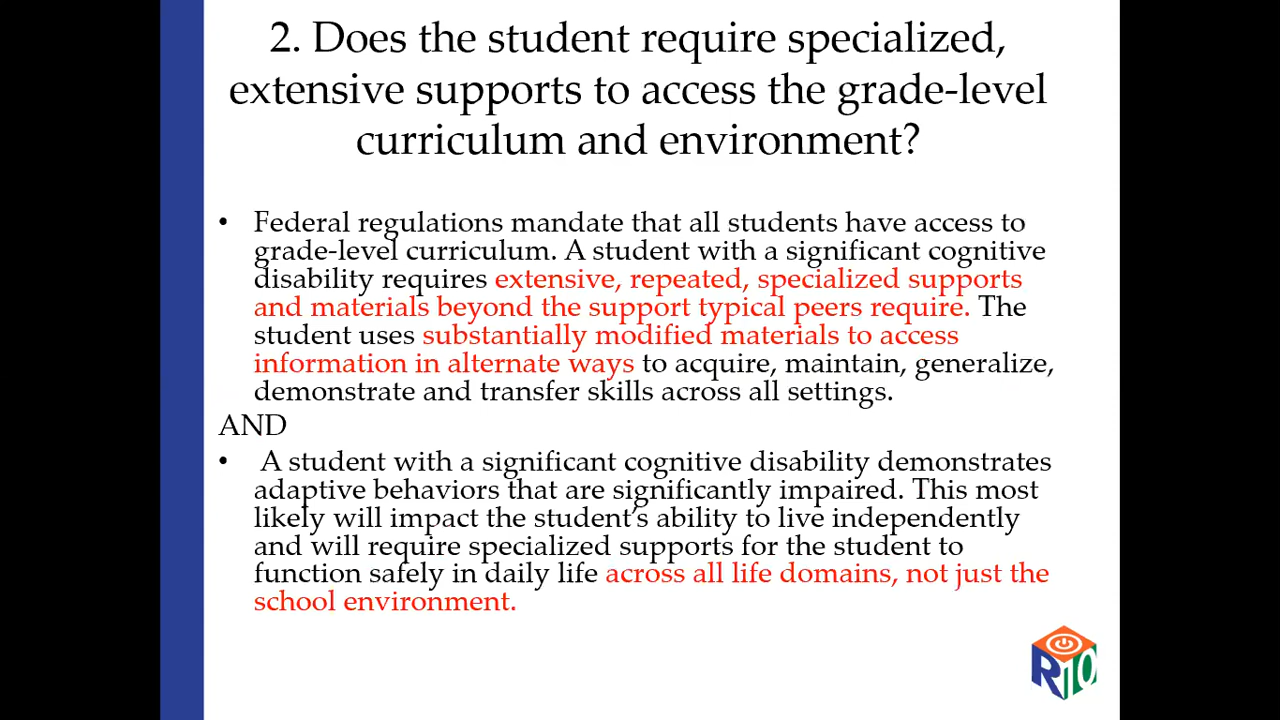 2. Does the student require specialized,
extensive supports to access the grade-level
curriculum and environment?
• Federal regulations mandate that all students have access to
grade-level curriculum. A student with a significant cognitive
disability requires extensive, repeated, specialized supports
and materials beyond the support typical peers require. The
student uses substantially modified materials to access
information in alternate ways to acquire, maintain, generalize,
demonstrate and transfer skills across all settings.
AND
• A student with a significant cognitive disability demonstrates
adaptive behaviors that are significantly impaired. This most
likely will impact the student's ability to live independently
and will require specialized supports for the student to
function safely in daily life across all life domains, not just the
school environment.
R10